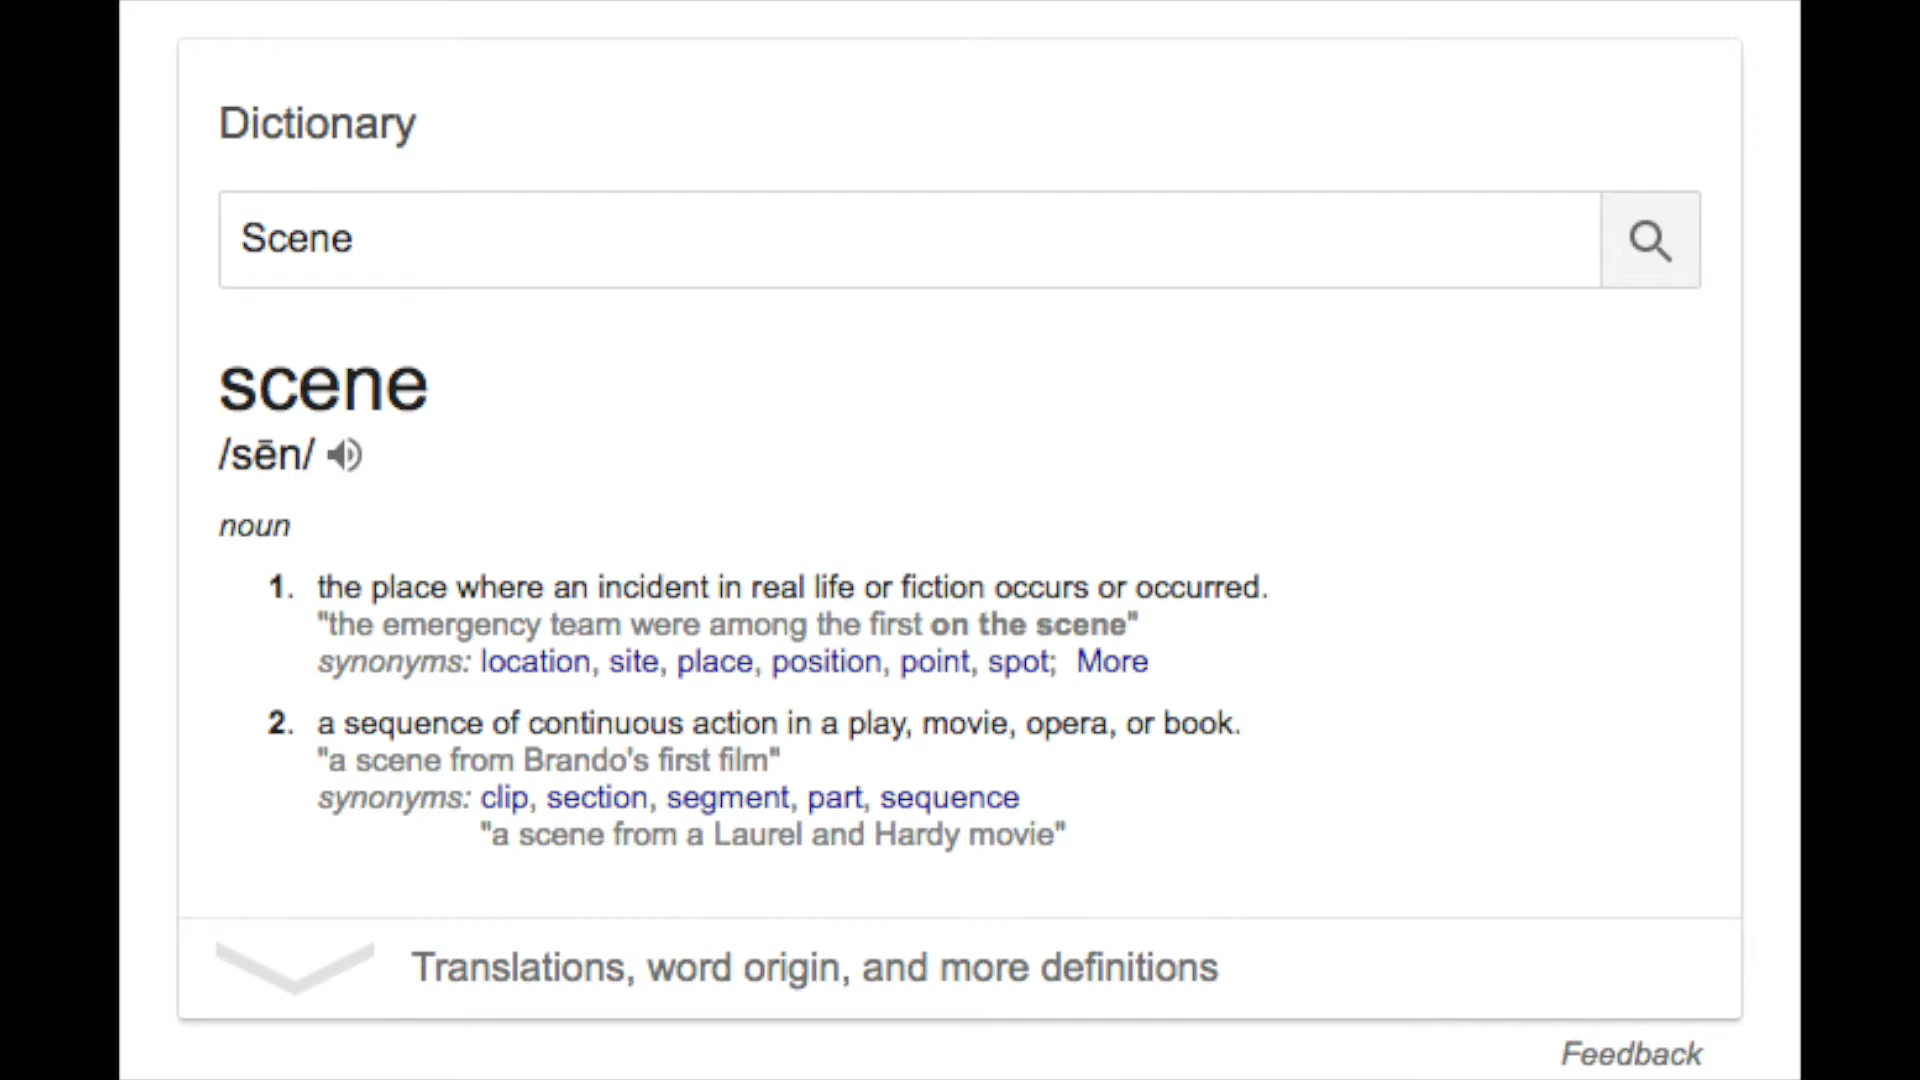 Dictionary
Scene
scene
/sēn/
noun
1. the place where an incident in real life or fiction occurs or occurred.
"the emergency team were among the first on the scene"
synonyms: location, site, place, position, point, spot; More
2. a sequence of continuous action in a play, movie, opera, or book.
"a scene from Brando's first film"
synonyms: clip, section, segment, part, sequence
"a scene from a Laurel and Hardy movie"
Translations, word origin, and more definitions
Feedback